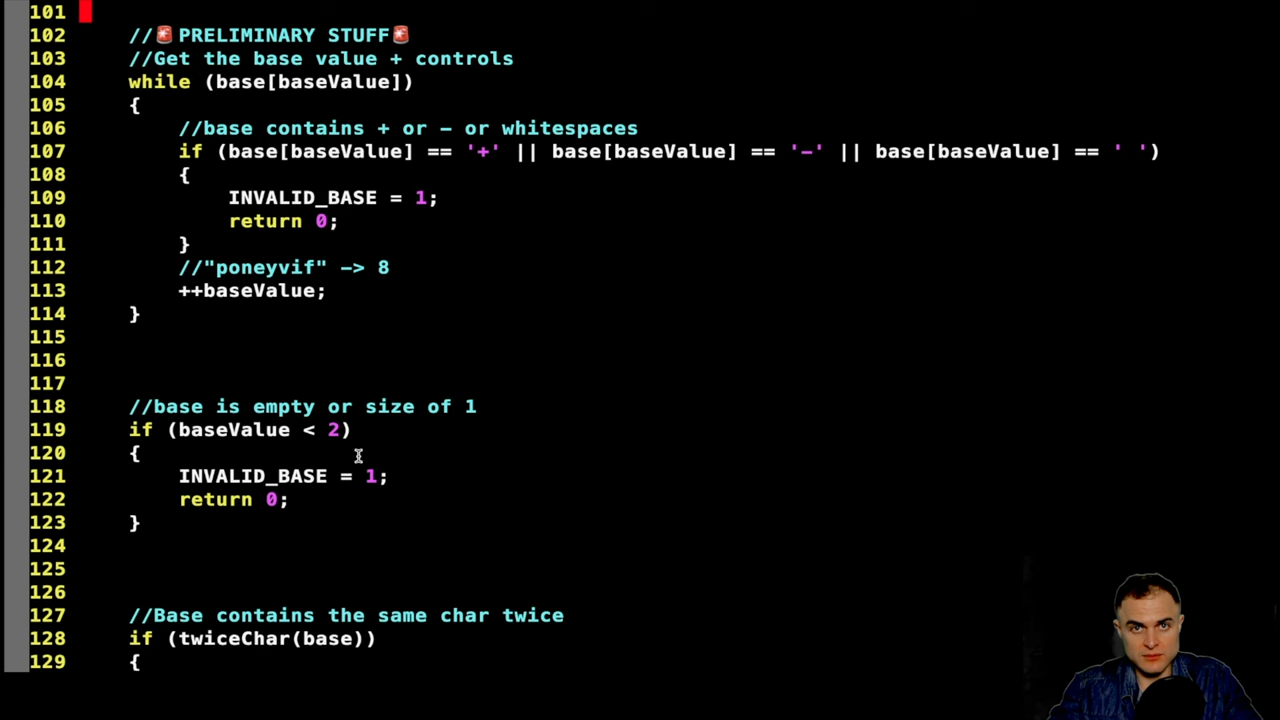 101
102 //🚨PRELIMINARY STUFF🚨
103 //Get the base value + controls
104 while (base[baseValue])
105 {
106 //base contains + or - or whitespaces
107 if (base[baseValue] == '+' || base[baseValue] == '-' || base[baseValue] == ' ')
108 {
109 INVALID_BASE = 1;
110 return 0;
111 }
112 //"poneyvif" -> 8
113 ++baseValue;
114 }
115
116
117
118 //base is empty or size of 1
119 if (baseValue < 2)
120 {
121 INVALID_BASE = 1;
122 return 0;
123 }
124
125
126
127 //Base contains the same char twice
128 if (twiceChar(base))
129 {